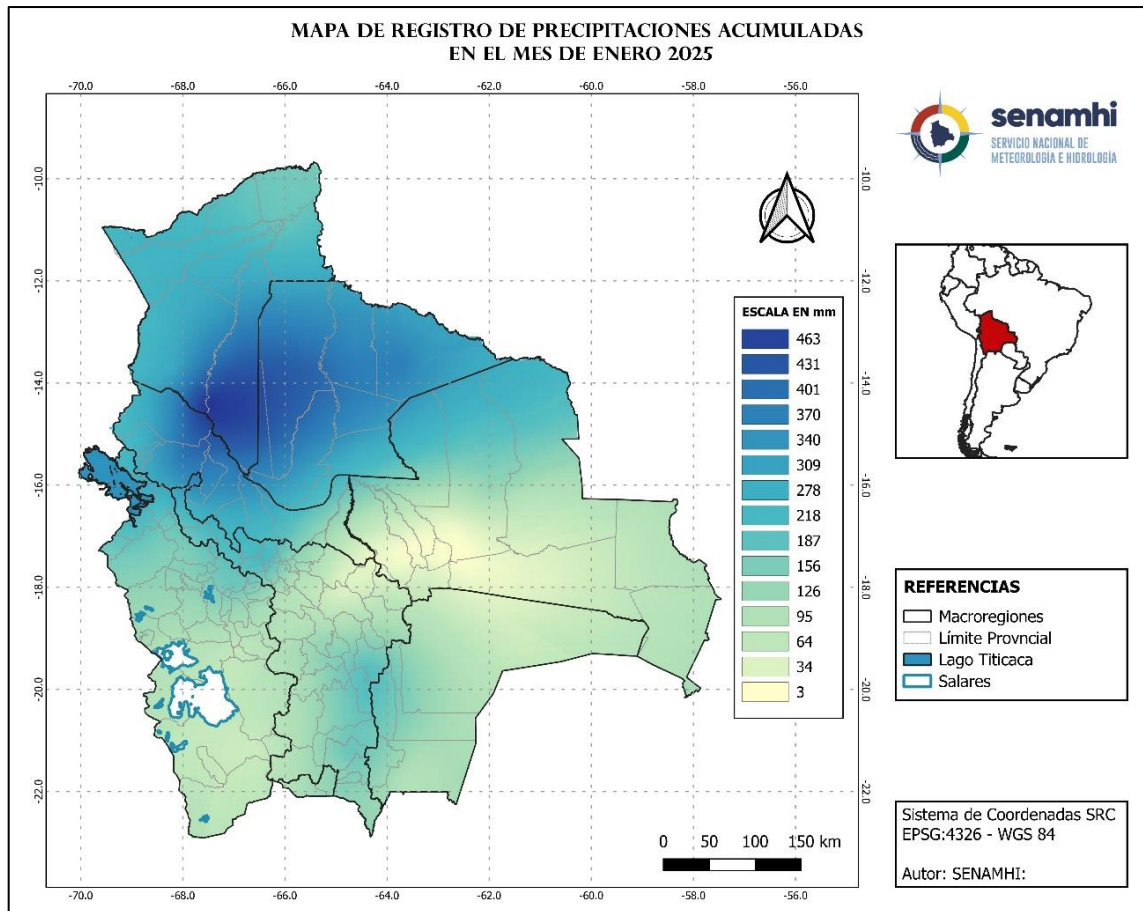 MAPA DE REGISTRO DE PRECIPITACIONES ACUMULADAS
EN EL MES DE ENERO 2025
-70.0 -68.0 -66.0 -64.0 -62.0 -60.0 -58.0 -56.0
-10.0 -10.0
-12.0 -12.0
-14.0 -14.0
-16.0 -16.0
-18.0 -18.0
-20.0 -20.0
-22.0 -22.0
-70.0 -68.0 -66.0 -64.0 -62.0 -60.0 -58.0 -56.0
ESCALA EN mm
463
431
401
370
340
309
278
218
187
156
126
95
64
34
3
0 50 100 150 km
senamhi
SERVICIO NACIONAL DE
METEOROLOGÍA E HIDROLOGÍA
REFERENCIAS
Macroregiones
Límite Provncial
Lago Titicaca
Salares
Sistema de Coordenadas SRC
EPSG:4326 - WGS 84
Autor: SENAMHI: